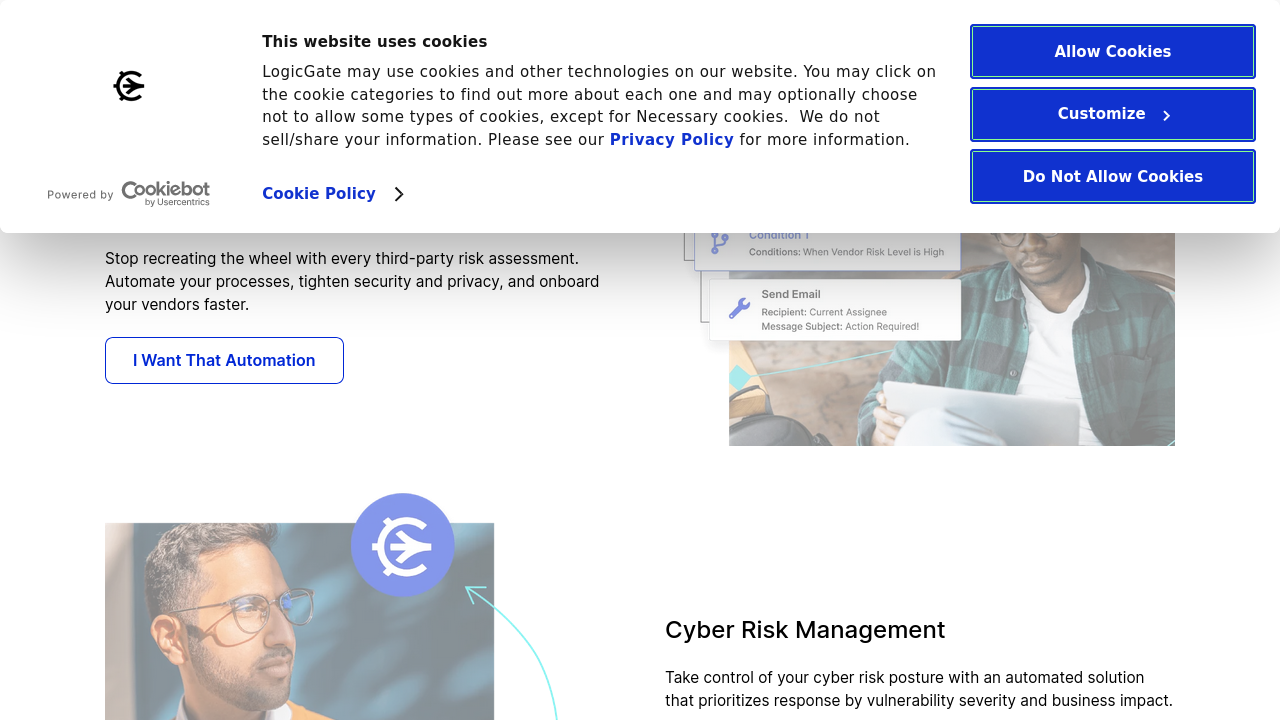 This website uses cookies
LogicGate may use cookies and other technologies on our website. You may click on
the cookie categories to find out more about each one and may optionally choose
not to allow some types of cookies, except for Necessary cookies.  We do not
sell/share your information. Please see our Privacy Policy for more information.
Powered by Cookiebot
by Usercentrics
Cookie Policy
Allow Cookies
Customize
Do Not Allow Cookies
Stop recreating the wheel with every third-party risk assessment.
Automate your processes, tighten security and privacy, and onboard
your vendors faster.
I Want That Automation
Condition 1
Conditions: When Vendor Risk Level is High
Send Email
Recipient: Current Assignee
Message Subject: Action Required!
Cyber Risk Management
Take control of your cyber risk posture with an automated solution
that prioritizes response by vulnerability severity and business impact.